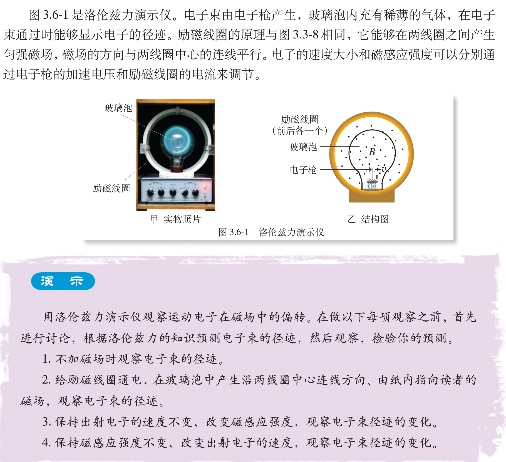 图 3.6-1 是洛伦兹力演示仪。电子束由电子枪产生，玻璃泡内充有稀薄的气体，在电子
束通过时能够显示电子的径迹。励磁线圈的原理与图 3.3-8 相同，它能够在两线圈之间产生
匀强磁场，磁场的方向与两线圈中心的连线平行。电子的速度大小和磁感应强度可以分别通
过电子枪的加速电压和励磁线圈的电流来调节。
玻璃泡
励磁线圈
甲 实物照片
励磁线圈
（前后各一个）
玻璃泡
电子枪
B
乙 结构图
图 3.6-1 洛伦兹力演示仪
演 示
用洛伦兹力演示仪观察运动电子在磁场中的偏转。在做以下每项观察之前，首先
进行讨论，根据洛伦兹力的知识预测电子束的径迹，然后观察，检验你的预测。
1. 不加磁场时观察电子束的径迹。
2. 给励磁线圈通电，在玻璃泡中产生沿两线圈中心连线方向、由纸内指向读者的
磁场，观察电子束的径迹。
3. 保持出射电子的速度不变，改变磁感应强度，观察电子束径迹的变化。
4. 保持磁感应强度不变，改变出射电子的速度，观察电子束径迹的变化。